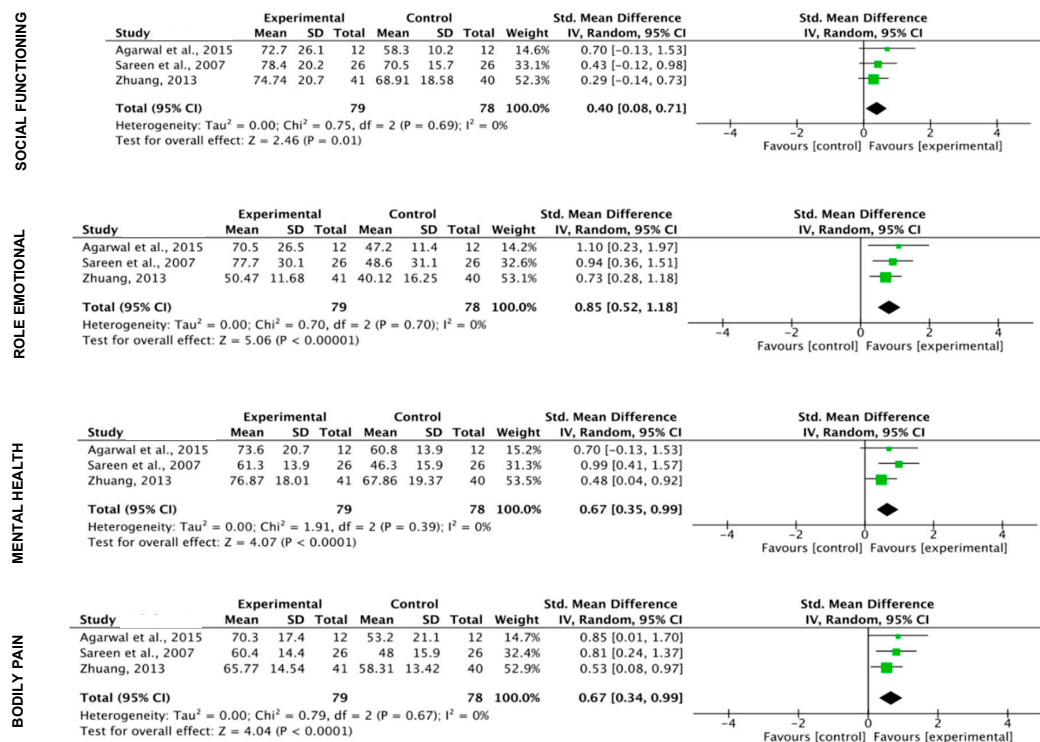 SOCIAL FUNCTIONING
Experimental Control Std. Mean Difference Std. Mean Difference
Study Mean SD Total Mean SD Total Weight IV, Random, 95% CI IV, Random, 95% CI
Agarwal et al., 2015 72.7 26.1 12 58.3 10.2 12 14.6% 0.70 [-0.13, 1.53]
Sareen et al., 2007 78.4 20.2 26 70.5 15.7 26 33.1% 0.43 [-0.12, 0.98]
Zhuang, 2013 74.74 20.7 41 68.91 18.58 40 52.3% 0.29 [-0.14, 0.73]
Total (95% CI) 79 78 100.0% 0.40 [0.08, 0.71]
Heterogeneity: Tau² = 0.00; Chi² = 0.75, df = 2 (P = 0.69); I² = 0%
Test for overall effect: Z = 2.46 (P = 0.01)
-4 -2 0 2 4
Favours [control] Favours [experimental]
ROLE EMOTIONAL
Experimental Control Std. Mean Difference Std. Mean Difference
Study Mean SD Total Mean SD Total Weight IV, Random, 95% CI IV, Random, 95% CI
Agarwal et al., 2015 70.5 26.5 12 47.2 11.4 12 14.2% 1.10 [0.23, 1.97]
Sareen et al., 2007 77.7 30.1 26 48.6 31.1 26 32.6% 0.94 [0.36, 1.51]
Zhuang, 2013 50.47 11.68 41 40.12 16.25 40 53.1% 0.73 [0.28, 1.18]
Total (95% CI) 79 78 100.0% 0.85 [0.52, 1.18]
Heterogeneity: Tau² = 0.00; Chi² = 0.70, df = 2 (P = 0.70); I² = 0%
Test for overall effect: Z = 5.06 (P < 0.00001)
-4 -2 0 2 4
Favours [control] Favours [experimental]
MENTAL HEALTH
Experimental Control Std. Mean Difference Std. Mean Difference
Study Mean SD Total Mean SD Total Weight IV, Random, 95% CI IV, Random, 95% CI
Agarwal et al., 2015 73.6 20.7 12 60.8 13.9 12 15.2% 0.70 [-0.13, 1.53]
Sareen et al., 2007 61.3 13.9 26 46.3 15.9 26 31.3% 0.99 [0.41, 1.57]
Zhuang, 2013 76.87 18.01 41 67.86 19.37 40 53.5% 0.48 [0.04, 0.92]
Total (95% CI) 79 78 100.0% 0.67 [0.35, 0.99]
Heterogeneity: Tau² = 0.00; Chi² = 1.91, df = 2 (P = 0.39); I² = 0%
Test for overall effect: Z = 4.07 (P < 0.0001)
-4 -2 0 2 4
Favours [control] Favours [experimental]
BODILY PAIN
Experimental Control Std. Mean Difference Std. Mean Difference
Study Mean SD Total Mean SD Total Weight IV, Random, 95% CI IV, Random, 95% CI
Agarwal et al., 2015 70.3 17.4 12 53.2 21.1 12 14.7% 0.85 [0.01, 1.70]
Sareen et al., 2007 60.4 14.4 26 48 15.9 26 32.4% 0.81 [0.24, 1.37]
Zhuang, 2013 65.77 14.54 41 58.31 13.42 40 52.9% 0.53 [0.08, 0.97]
Total (95% CI) 79 78 100.0% 0.67 [0.34, 0.99]
Heterogeneity: Tau² = 0.00; Chi² = 0.79, df = 2 (P = 0.67); I² = 0%
Test for overall effect: Z = 4.04 (P < 0.0001)
-4 -2 0 2 4
Favours [control] Favours [experimental]